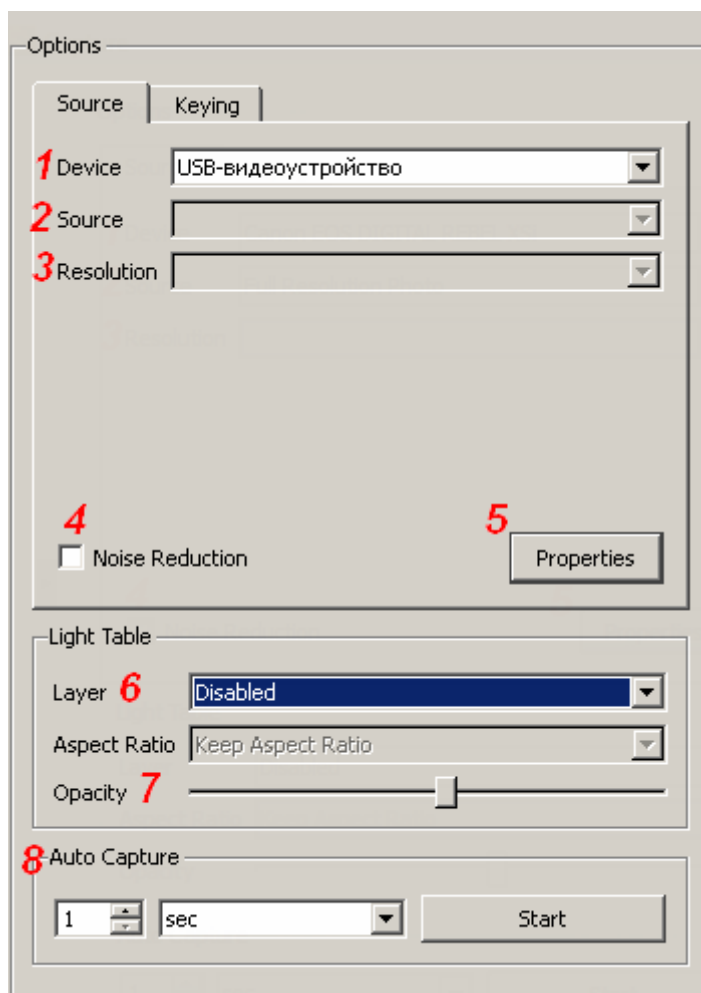 Options
Source Keying
1 Device USB-видеоустройство
2 Source
3 Resolution
4 5
Noise Reduction Properties
Light Table
Layer 6 Disabled
Aspect Ratio Keep Aspect Ratio
Opacity 7
8 Auto Capture
1 sec Start